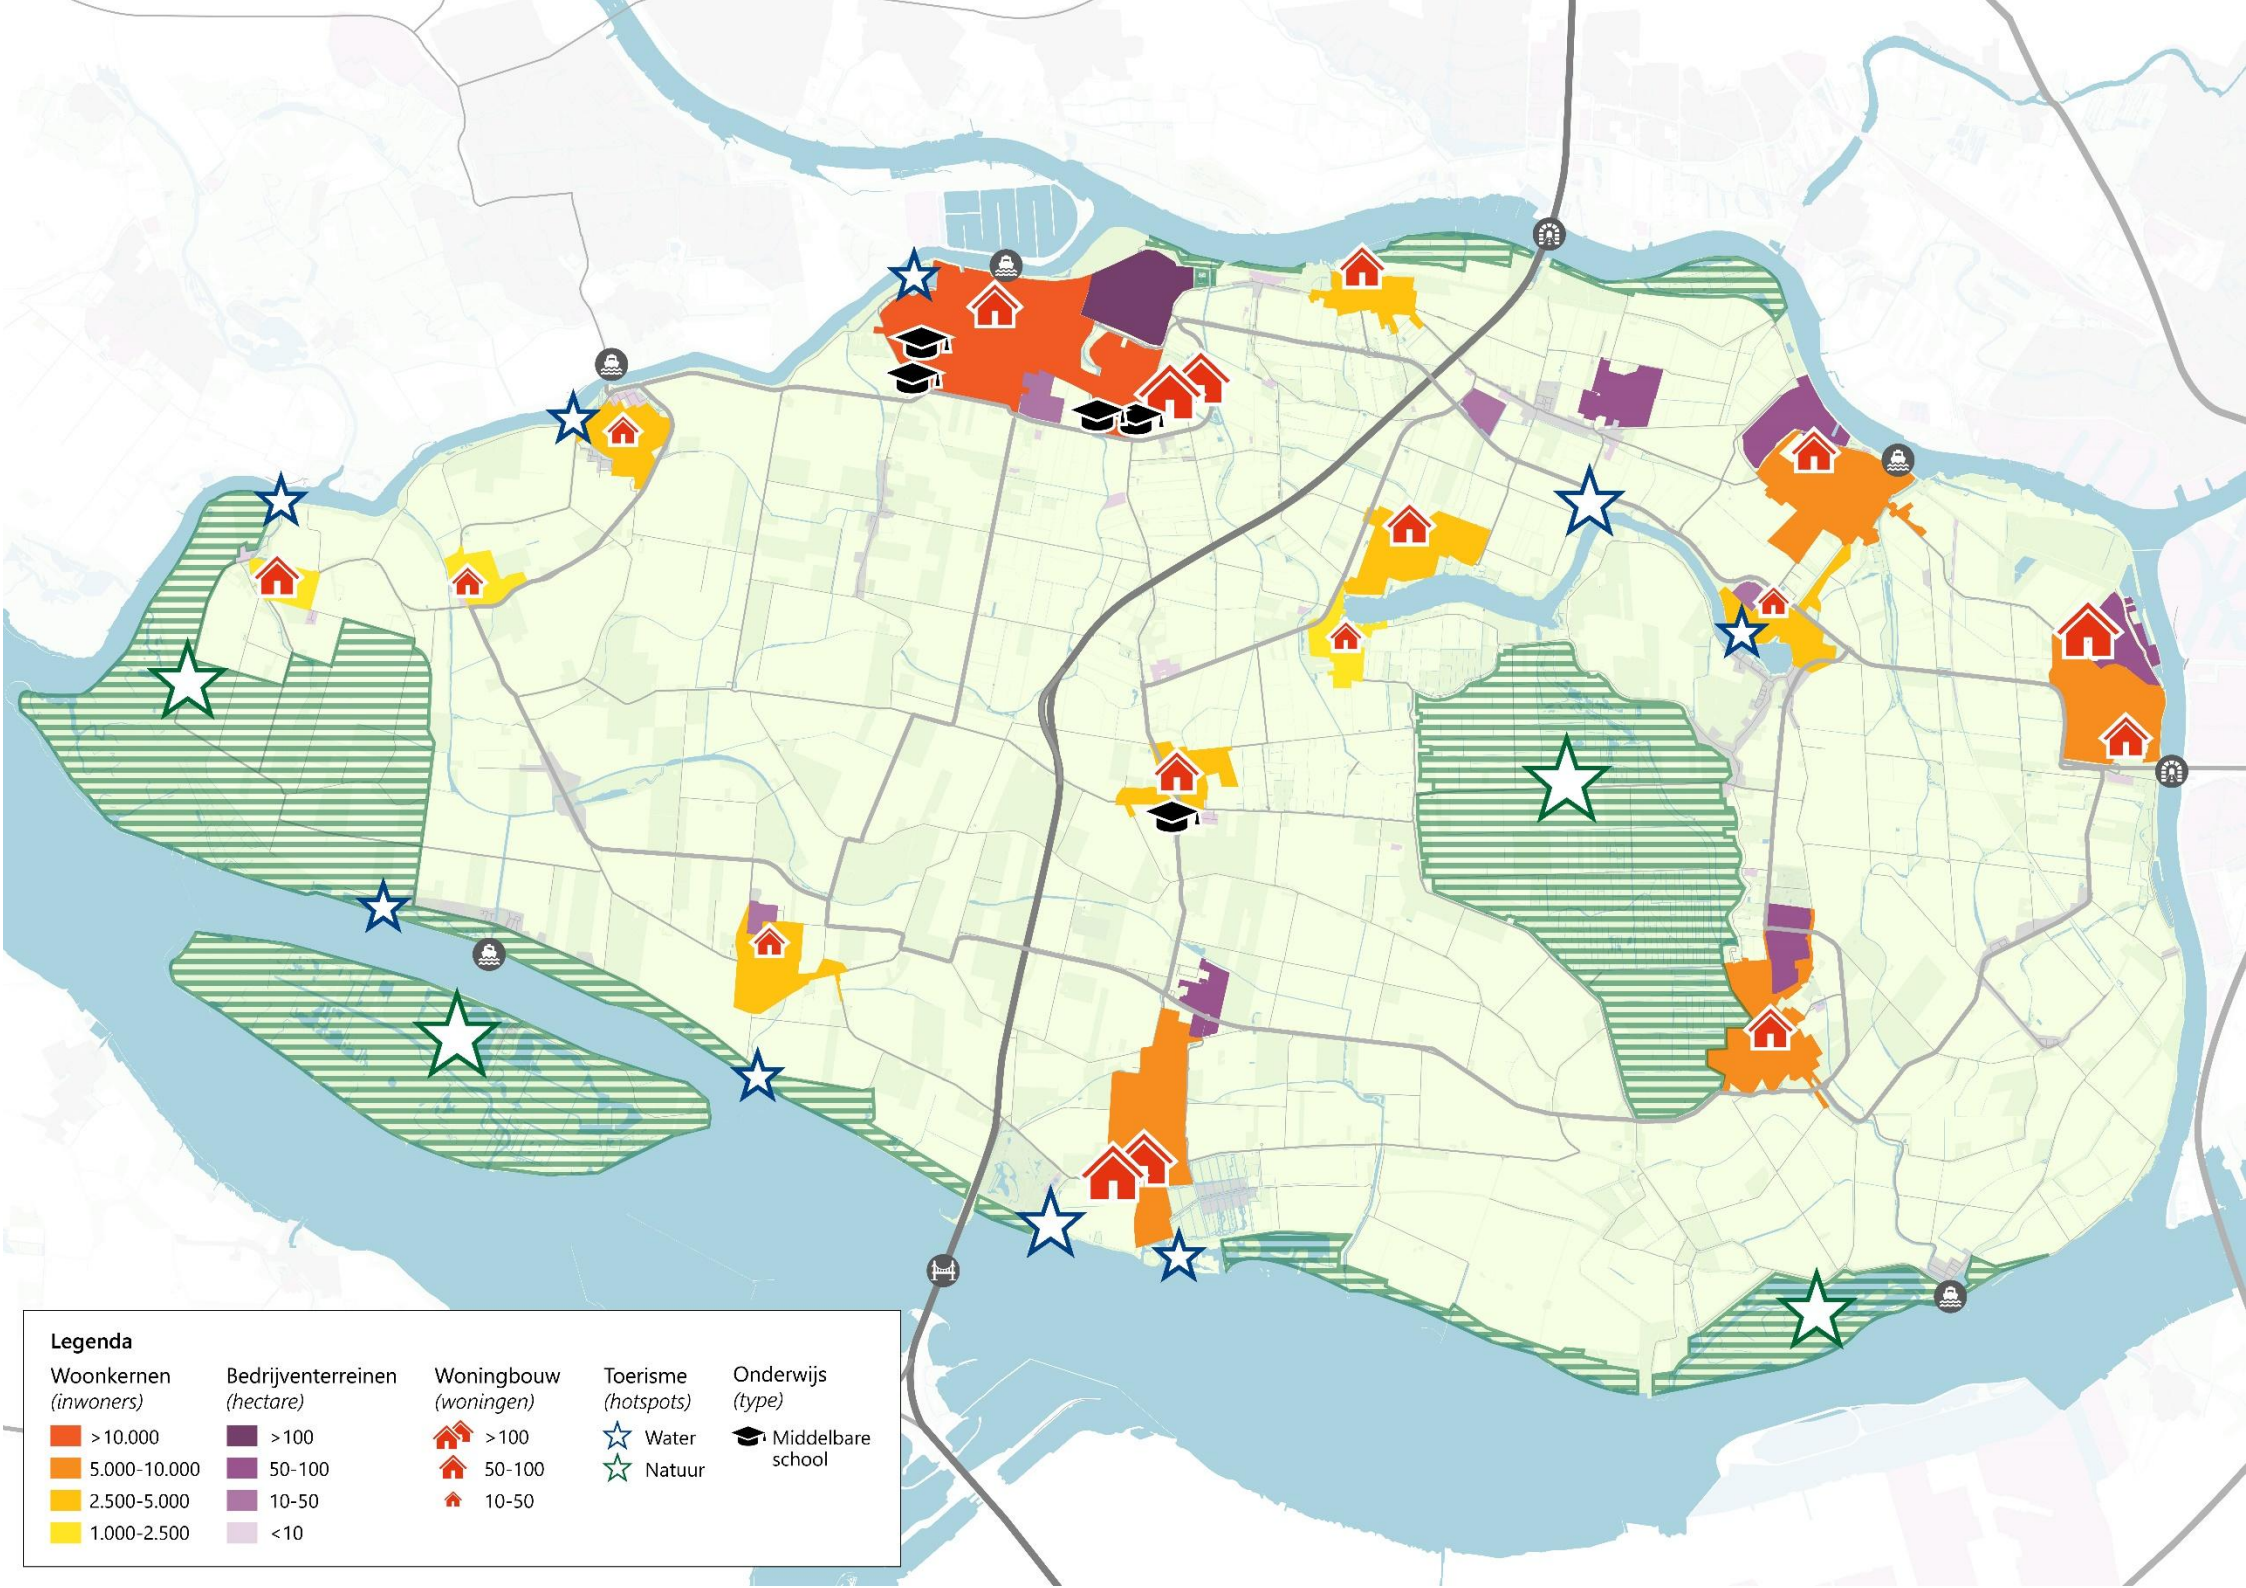 Legenda
Woonkernen
(inwoners)
>10.000
5.000-10.000
2.500-5.000
1.000-2.500
Bedrijventerreinen
(hectare)
>100
50-100
10-50
<10
Woningbouw
(woningen)
>100
50-100
10-50
Toerisme
(hotspots)
Water
Natuur
Onderwijs
(type)
Middelbare
school